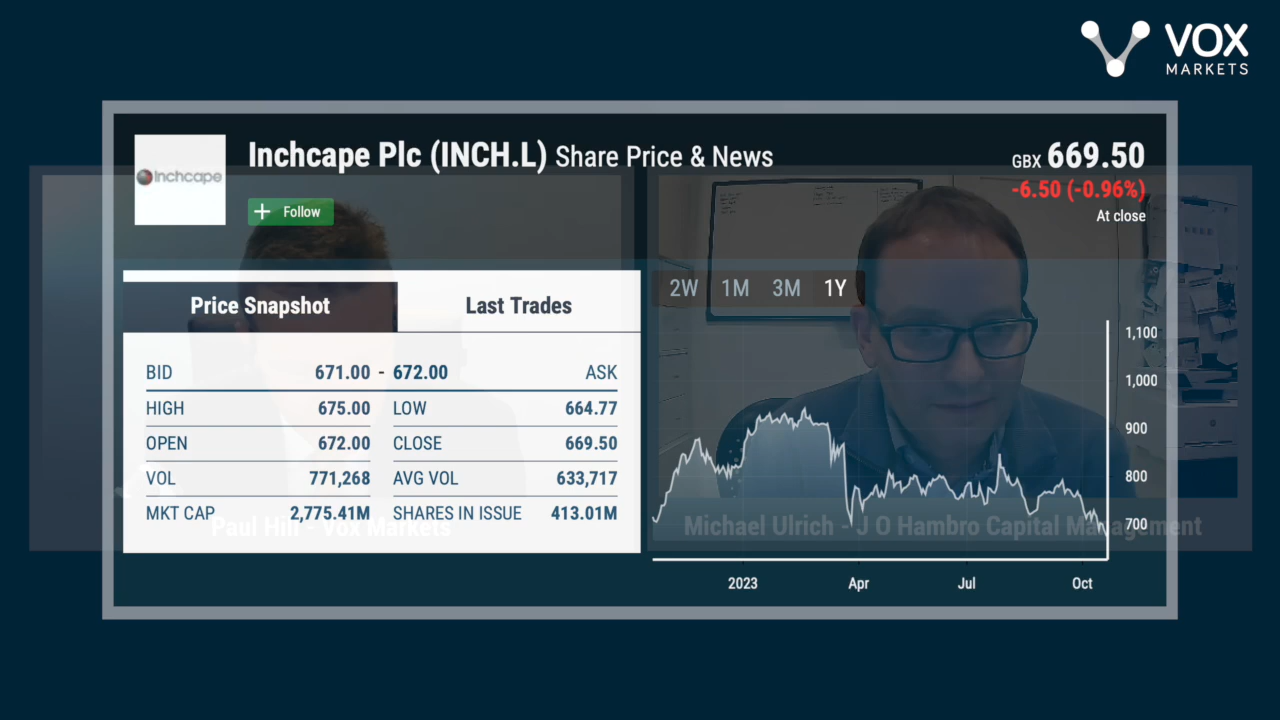 VOX
MARKETS
Inchcape
Inchcape Plc (INCH.L) Share Price & News
GBX 669.50
-6.50 (-0.96%)
At close
+ Follow
Price Snapshot Last Trades
2W 1M 3M 1Y
BID 671.00 - 672.00 ASK
HIGH 675.00 LOW 664.77
OPEN 672.00 CLOSE 669.50
VOL 771,268 AVG VOL 633,717
MKT CAP 2,775.41M SHARES IN ISSUE 413.01M
1,100
1,000
900
800
700
2023 Apr Jul Oct
Paul Hill - Vox Markets
Michael Ulrich - J O Hambro Capital Management